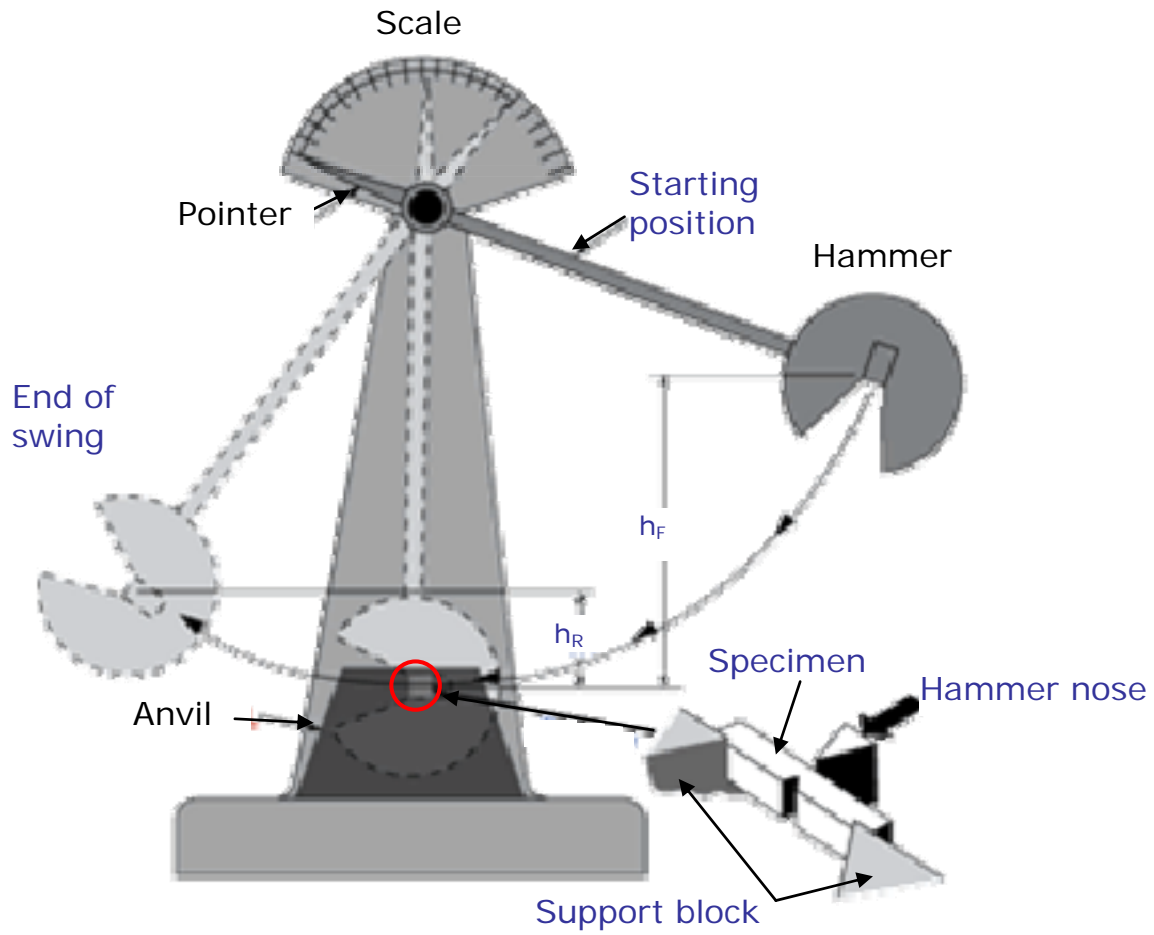 Scale
Starting
position
Pointer
Hammer
End of
swing
hF
hR
Specimen
Hammer nose
Anvil
Support block